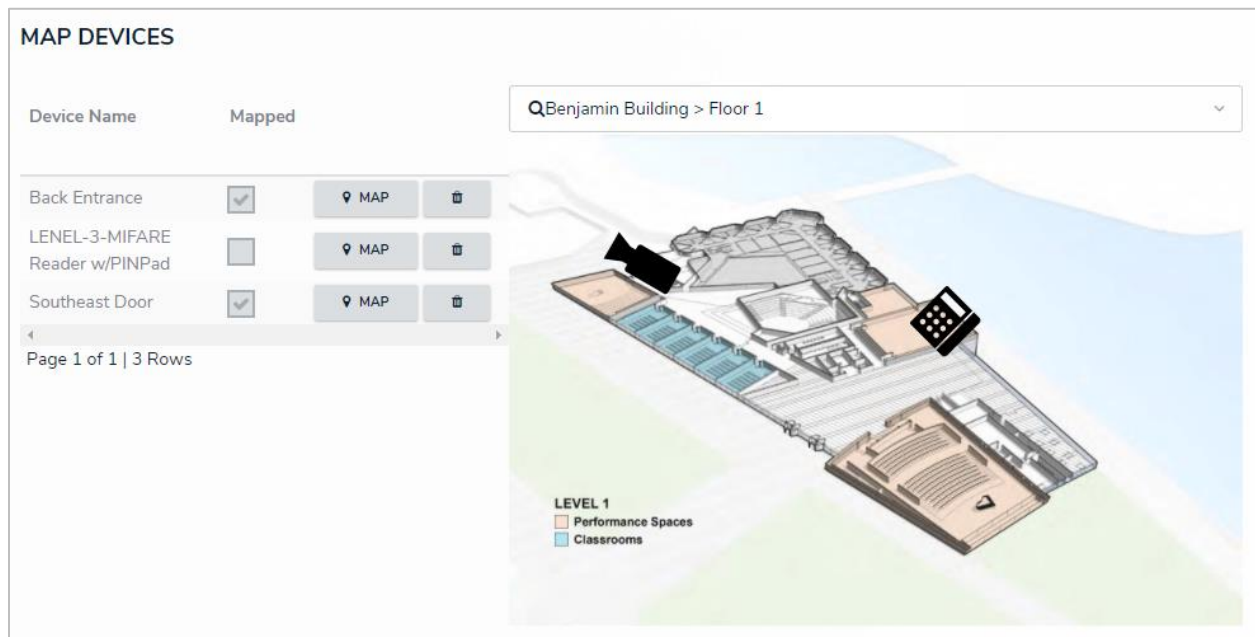 MAP DEVICES
Device Name Mapped
Benjamin Building > Floor 1
Back Entrance MAP
LENEL-3-MIFARE
Reader w/PINPad MAP
Southeast Door MAP
Page 1 of 1 | 3 Rows
LEVEL 1
Performance Spaces
Classrooms